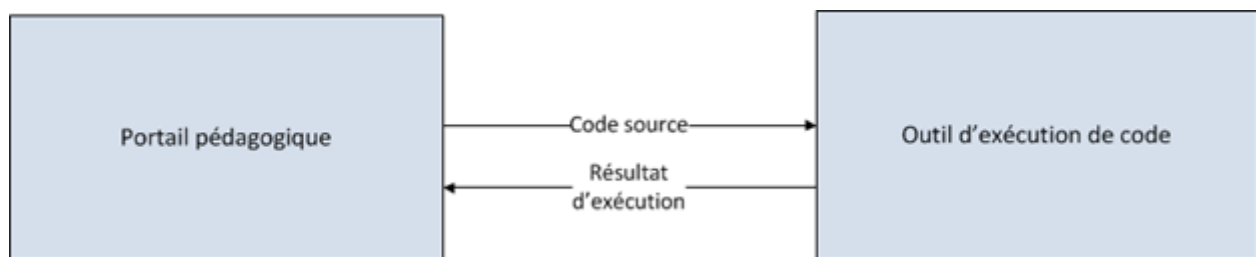 Portail pédagogique
Code source
Outil d’exécution de code
Résultat
d’exécution